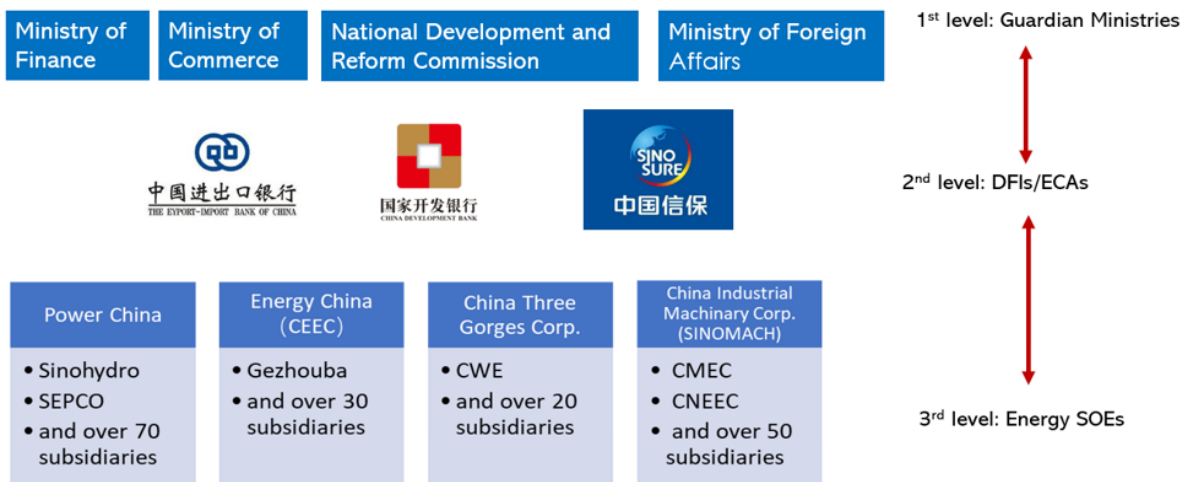 Ministry of
Finance
Ministry of
Commerce
National Development and
Reform Commission
Ministry of Foreign
Affairs
1st level: Guardian Ministries
中国进出口银行
THE EXPORT-IMPORT BANK OF CHINA
国家开发银行
CHINA DEVELOPMENT BANK
SINO
SURE
中国信保
2nd level: DFIs/ECAs
Power China
• Sinohydro
• SEPCO
• and over 70
subsidiaries
Energy China
(CEEC)
• Gezhouba
• and over 30
subsidiaries
China Three
Gorges Corp.
• CWE
• and over 20
subsidiaries
China Industrial
Machinary Corp.
(SINOMACH)
• CMEC
• CNEEC
• and over 50
subsidiaries
3rd level: Energy SOEs